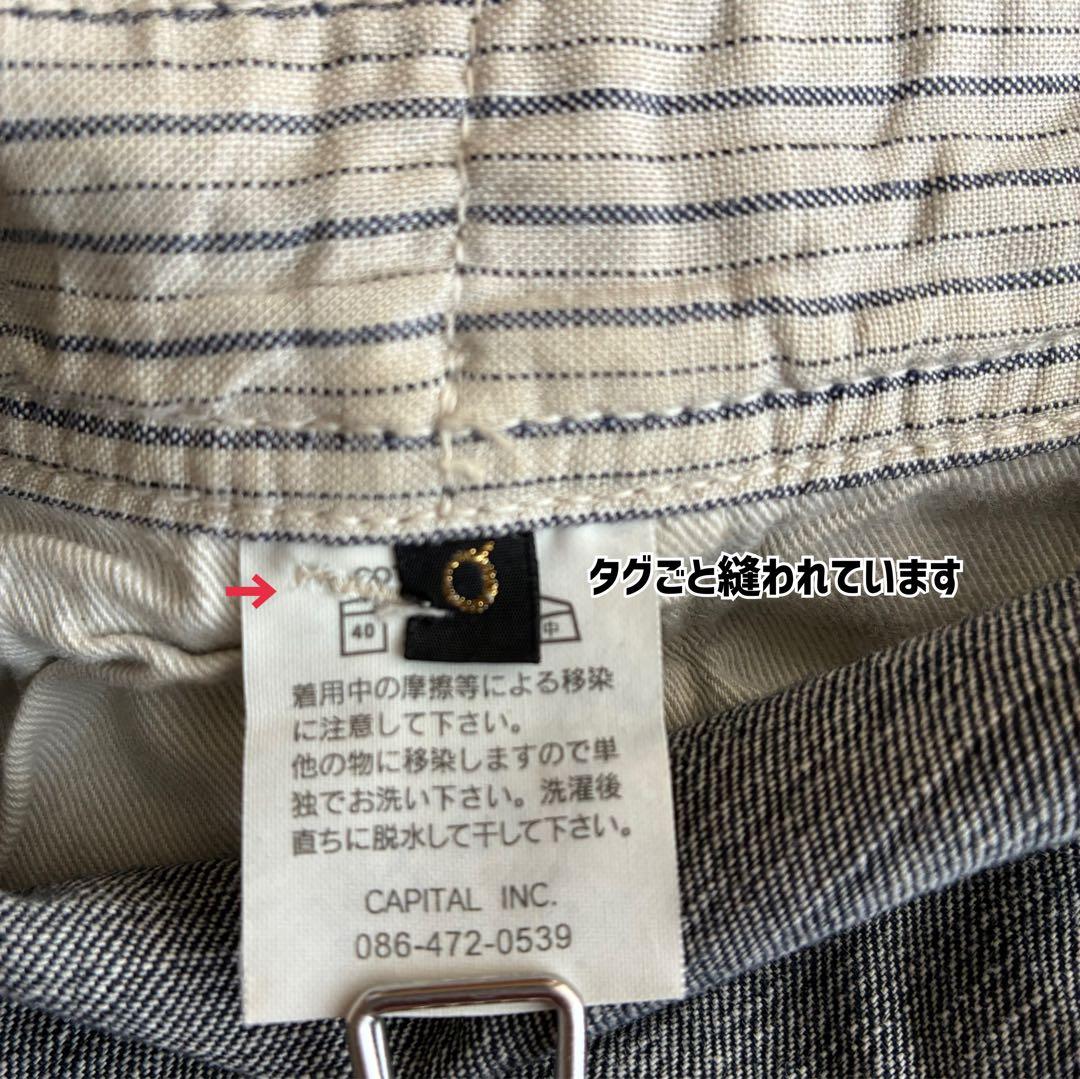 タグごと縫われています
40 中
着用中の摩擦等による移染
に注意して下さい。
他の物に移染しますので単
独でお洗い下さい。洗濯後
直ちに脱水して干して下さい。
CAPITAL INC.
086-472-0539